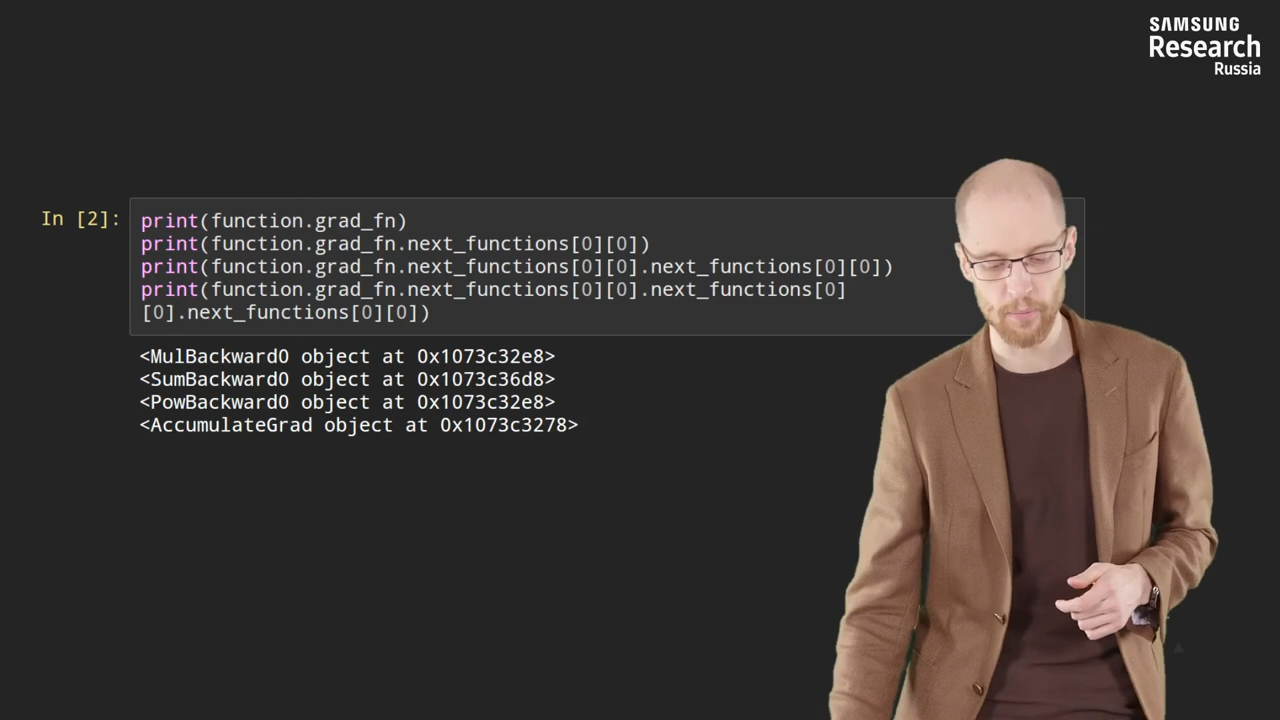 SAMSUNG
Research
Russia
In [2]:
print(function.grad_fn)
print(function.grad_fn.next_functions[0][0])
print(function.grad_fn.next_functions[0][0].next_functions[0][0])
print(function.grad_fn.next_functions[0][0].next_functions[0]
[0].next_functions[0][0])
<MulBackward0 object at 0x1073c32e8>
<SumBackward0 object at 0x1073c36d8>
<PowBackward0 object at 0x1073c32e8>
<AccumulateGrad object at 0x1073c3278>